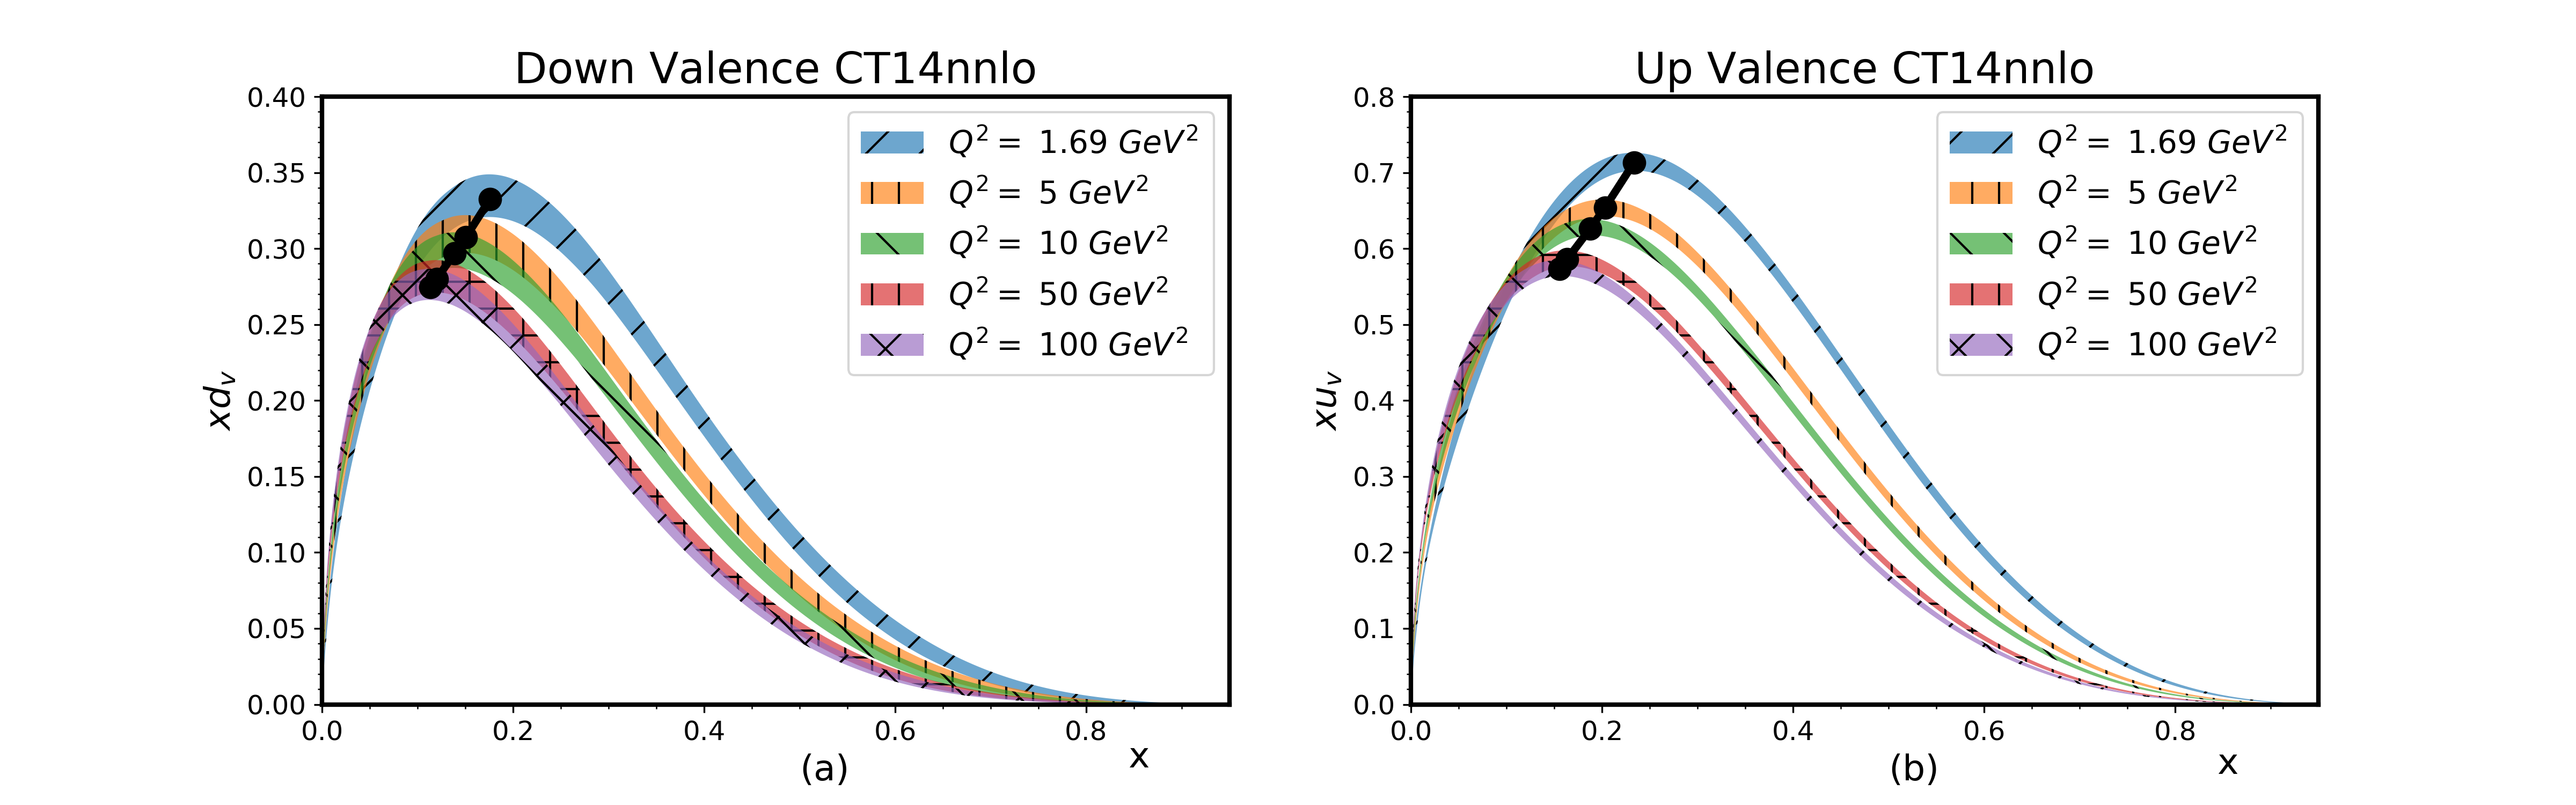 Down Valence CT14nnlo
0.40
0.35
0.30
0.25
0.20
0.15
0.10
0.05
0.00
xd_v
Q² = 1.69 GeV²
Q² = 5 GeV²
Q² = 10 GeV²
Q² = 50 GeV²
Q² = 100 GeV²
0.0 0.2 0.4 0.6 0.8
x
(a)
Up Valence CT14nnlo
0.8
0.7
0.6
0.5
0.4
0.3
0.2
0.1
0.0
xu_v
Q² = 1.69 GeV²
Q² = 5 GeV²
Q² = 10 GeV²
Q² = 50 GeV²
Q² = 100 GeV²
0.0 0.2 0.4 0.6 0.8
x
(b)